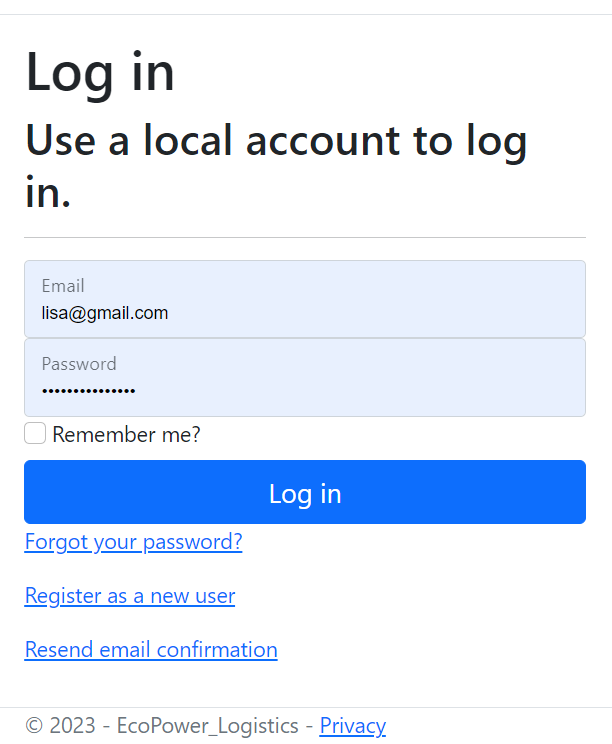 Log in
Use a local account to log
in.
Email
lisa@gmail.com
Password
•••••••••••••••
Remember me?
Log in
Forgot your password?
Register as a new user
Resend email confirmation
© 2023 - EcoPower_Logistics - Privacy